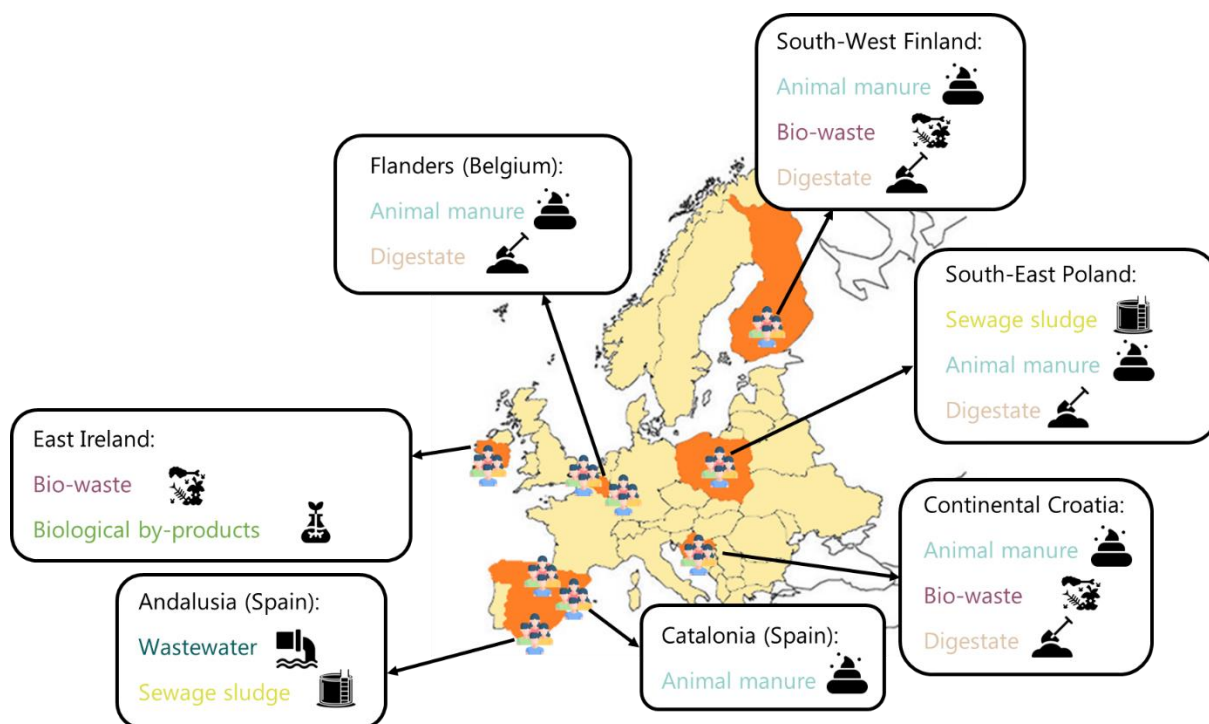 South-West Finland:
Animal manure
Bio-waste
Digestate
Flanders (Belgium):
Animal manure
Digestate
South-East Poland:
Sewage sludge
Animal manure
Digestate
East Ireland:
Bio-waste
Biological by-products
Continental Croatia:
Animal manure
Bio-waste
Digestate
Andalusia (Spain):
Wastewater
Sewage sludge
Catalonia (Spain):
Animal manure